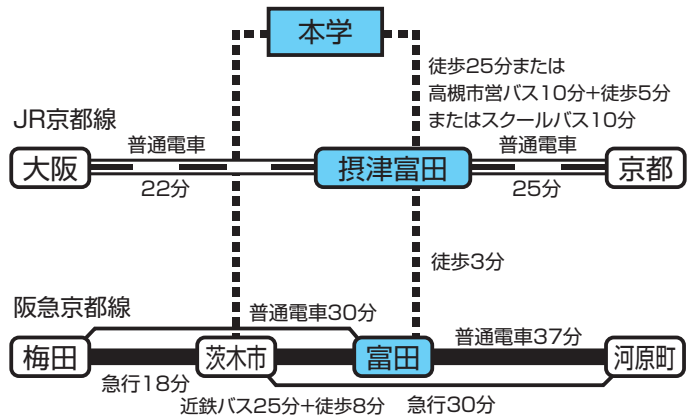 本学
徒歩25分または
高槻市営バス10分+徒歩5分
またはスクールバス10分
JR京都線
普通電車
普通電車
大阪
摂津富田
京都
22分
25分
徒歩3分
阪急京都線
普通電車30分
普通電車37分
梅田
茨木市
富田
河原町
急行18分
近鉄バス25分+徒歩8分
急行30分